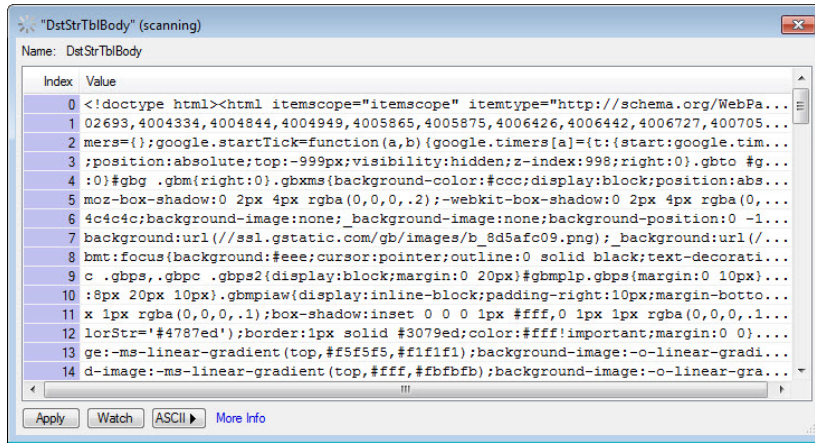 "DstStrTblBody" (scanning)
Name: DstStrTblBody
Index Value
0 <!doctype html><html itemscope="itemscope" itemtype="http://schema.org/WebPa...
1 02693,4004334,4004844,4004949,4005865,4005875,4006426,4006442,4006727,400705...
2 mers={};google.startTick=function(a,b){google.timers[a]={t:{start:google.tim...
3 ;position:absolute;top:-999px;visibility:hidden;z-index:998;right:0}.gbto #g...
4 :0}#gbg .gbm{right:0}.gbxms{background-color:#ccc;display:block;position:abs...
5 moz-box-shadow:0 2px 4px rgba(0,0,0,.2);-webkit-box-shadow:0 2px 4px rgba(0,...
6 4c4c4c;background-image:none;_background-image:none;background-position:0 -1...
7 background:url(//ssl.gstatic.com/gb/images/b_8d5afc09.png);_background:url(/...
8 bmt:focus{background:#eee;cursor:pointer;outline:0 solid black;text-decorati...
9 c .gbps,.gbpc .gbps2{display:block;margin:0 20px}#gbmplp.gbps{margin:0 10px}...
10 :8px 20px 10px}.gbmpiaw{display:inline-block;padding-right:10px;margin-botto...
11 x 1px rgba(0,0,0,.1);box-shadow:inset 0 0 0 1px #fff,0 1px 1px rgba(0,0,0,.1...
12 lorStr='#4787ed');border:1px solid #3079ed;color:#fff!important;margin:0 0}....
13 ge:-ms-linear-gradient(top,#f5f5f5,#f1f1f1);background-image:-o-linear-gradi...
14 d-image:-ms-linear-gradient(top,#fff,#fbfbfb);background-image:-o-linear-gra...
Apply Watch ASCII More Info